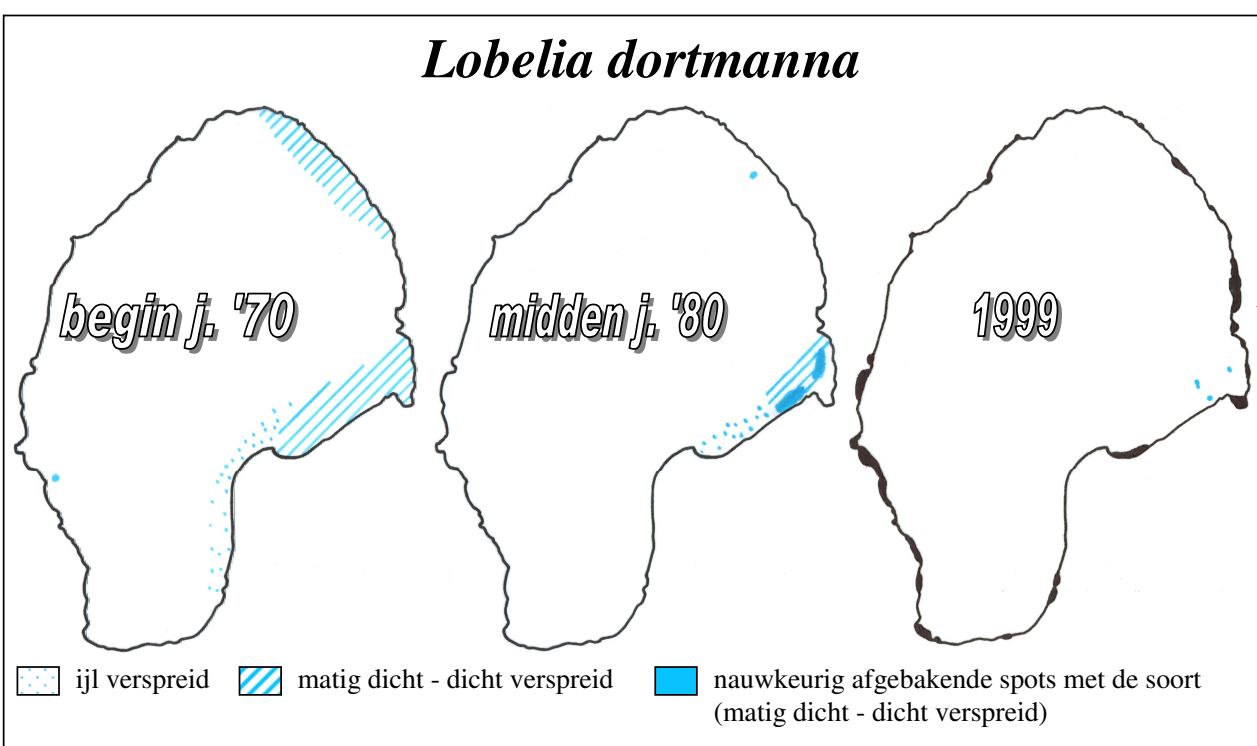 Lobelia dortmanna
begin j. '70
midden j. '80
1999
ijl verspreid
matig dicht - dicht verspreid
nauwkeurig afgebakende spots met de soort
(matig dicht - dicht verspreid)